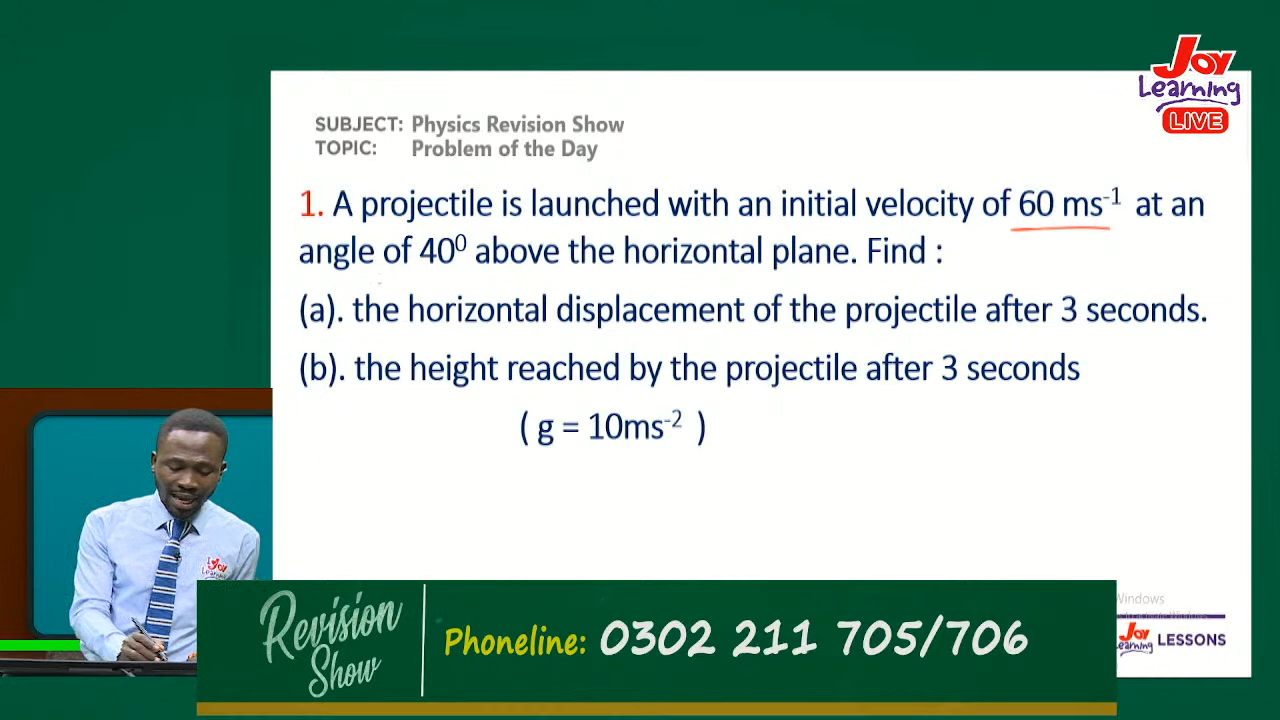 Joy
Learning
LIVE
SUBJECT: Physics Revision Show
TOPIC: Problem of the Day
1. A projectile is launched with an initial velocity of 60 ms⁻¹ at an
angle of 40⁰ above the horizontal plane. Find :
(a). the horizontal displacement of the projectile after 3 seconds.
(b). the height reached by the projectile after 3 seconds
( g = 10ms⁻² )
Joy
Learning
Revision
Show
Phoneline: 0302 211 705/706
Windows
Joy
Learning LESSONS